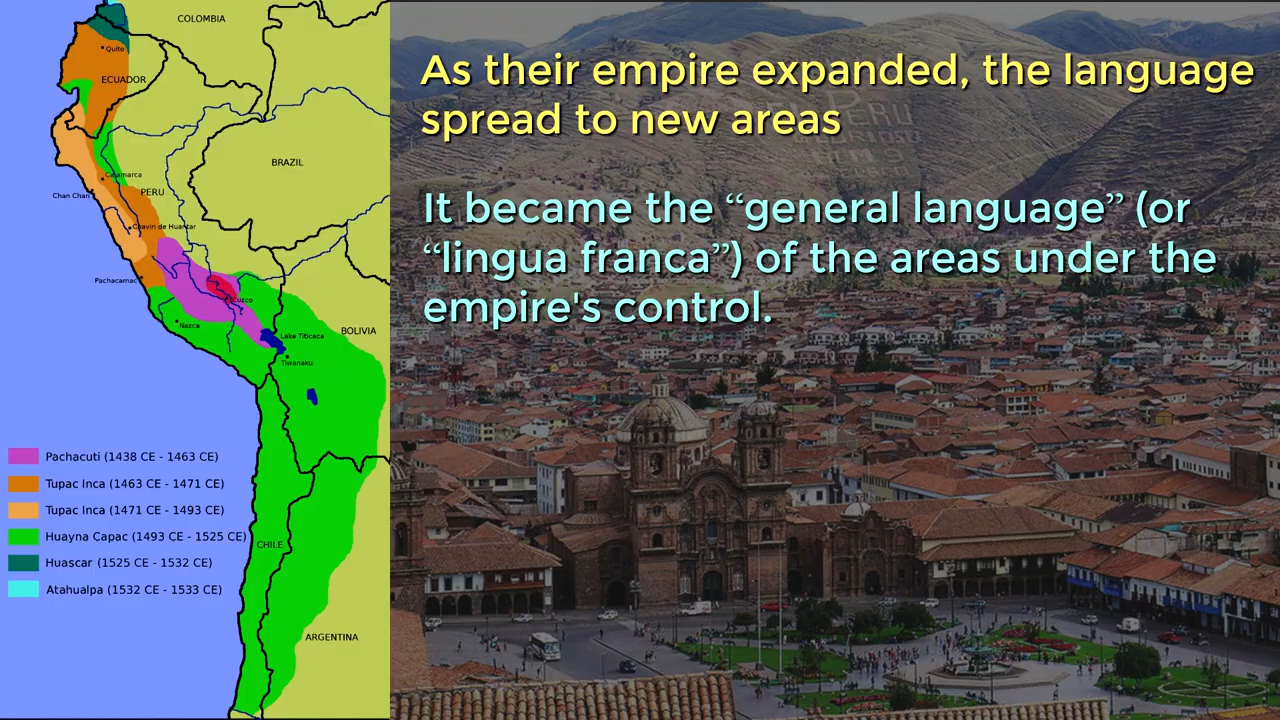 COLOMBIA
Quito
ECUADOR
BRAZIL
Cajamarca
PERU
Chan Chan
Chavin de Huantar
Pachacamac
Cuzco
Nazca
BOLIVIA
Lake Titicaca
Tiwanaku
Pachacuti (1438 CE - 1463 CE)
Tupac Inca (1463 CE - 1471 CE)
Tupac Inca (1471 CE - 1493 CE)
Huayna Capac (1493 CE - 1525 CE)
CHILE
Huascar (1525 CE - 1532 CE)
Atahualpa (1532 CE - 1533 CE)
ARGENTINA
As their empire expanded, the language
spread to new areas
It became the “general language” (or
“lingua franca”) of the areas under the
empire's control.